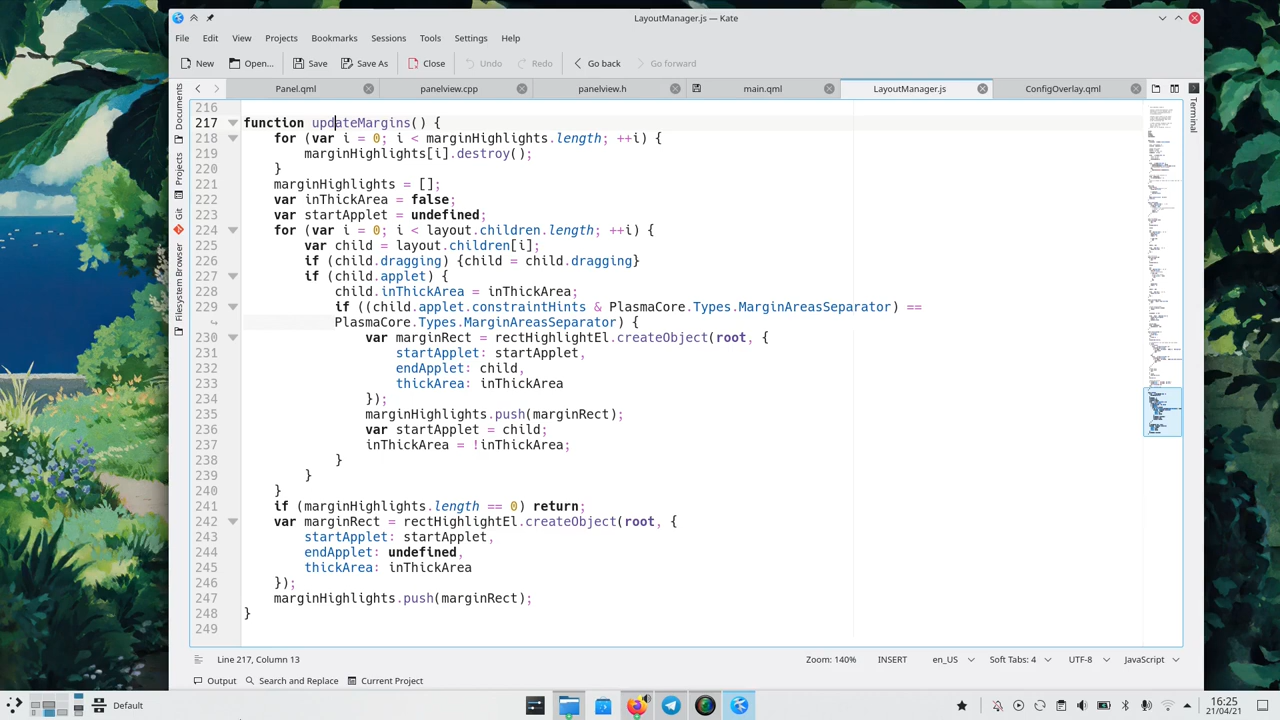 LayoutManager.js — Kate
File Edit View Projects Bookmarks Sessions Tools Settings Help
New Open... Save Save As Close Undo Redo Go back Go forward
Panel.qml panelview.cpp panelview.h main.qml LayoutManager.js ConfigOverlay.qml
Documents
Projects
Git
Filesystem Browser
Terminal
216
217 function updateMargins() {
218 for (var i = 0; i < marginHighlights.length; ++i) {
219 marginHighlights[i].destroy();
220 }
221 marginHighlights = [];
222 var inThickArea = false;
223 var startApplet = undefined;
224 for (var i = 0; i < layout.children.length; ++i) {
225 var child = layout.children[i];
226 if (child.dragging) {child = child.dragging}
227 if (child.applet) {
228 child.inThickArea = inThickArea;
229 if ((child.applet.constraintHints & PlasmaCore.Types.MarginAreasSeparator) ==
230 PlasmaCore.Types.MarginAreasSeparator) {
231 var marginRect = rectHighlightEl.createObject(root, {
startApplet: startApplet,
232 endApplet: child,
233 thickArea: inThickArea
234 });
235 marginHighlights.push(marginRect);
236 var startApplet = child;
237 inThickArea = !inThickArea;
238 }
239 }
240 }
241 if (marginHighlights.length == 0) return;
242 var marginRect = rectHighlightEl.createObject(root, {
243 startApplet: startApplet,
244 endApplet: undefined,
245 thickArea: inThickArea
246 });
247 marginHighlights.push(marginRect);
248 }
249
Line 217, Column 13 Zoom: 140% INSERT en_US Soft Tabs: 4 UTF-8 JavaScript
Output Search and Replace Current Project
Default
16:25
21/04/21